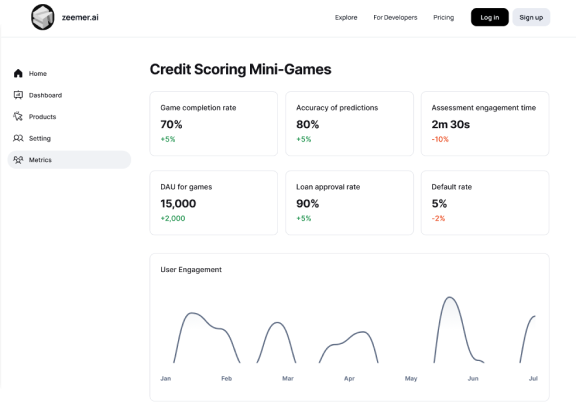 zeemer.ai
Explore
For Developers
Pricing
Log in
Sign up
Home
Dashboard
Products
Setting
Metrics
Credit Scoring Mini-Games
Game completion rate
70%
+5%
Accuracy of predictions
80%
+5%
Assessment engagement time
2m 30s
-10%
DAU for games
15,000
+2,000
Loan approval rate
90%
+5%
Default rate
5%
-2%
User Engagement
Jan Feb Mar Apr May Jun Jul